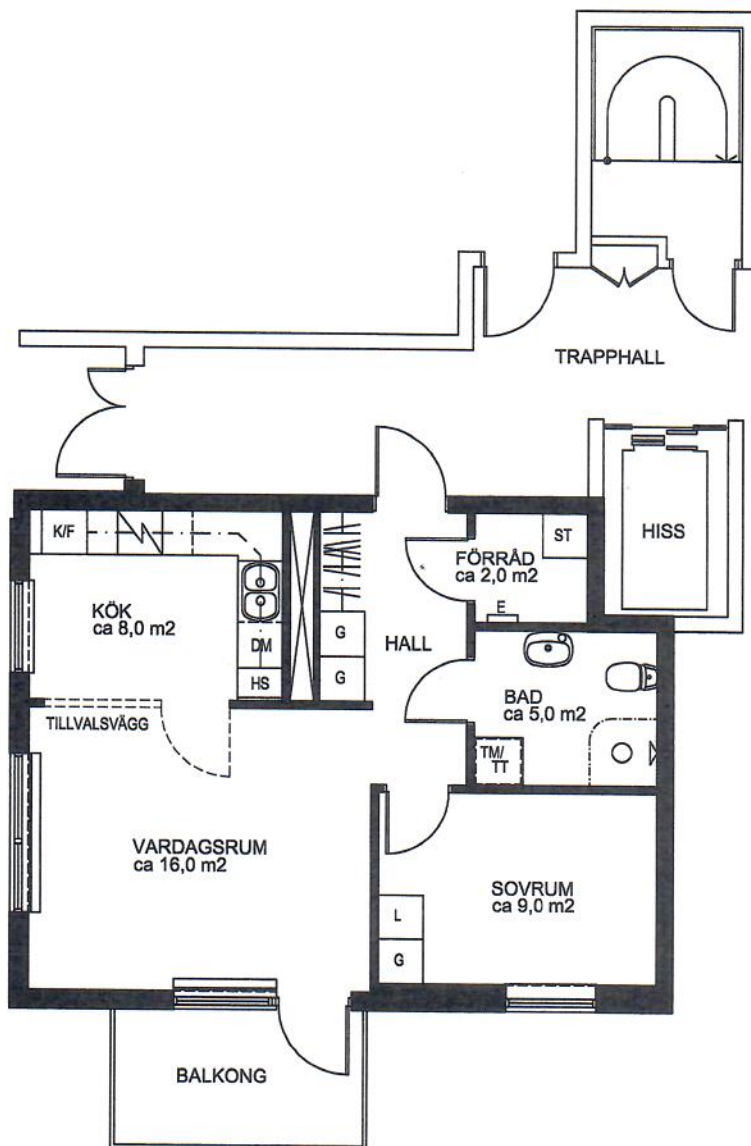 TRAPPHALL
K/F
FÖRRÅD
ca 2,0 m2
ST
HISS
KÖK
ca 8,0 m2
E
G
HALL
DM
G
HS
BAD
ca 5,0 m2
TILLVALSVÄGG
TM/
TT
VARDAGSRUM
ca 16,0 m2
SOVRUM
ca 9,0 m2
L
G
BALKONG